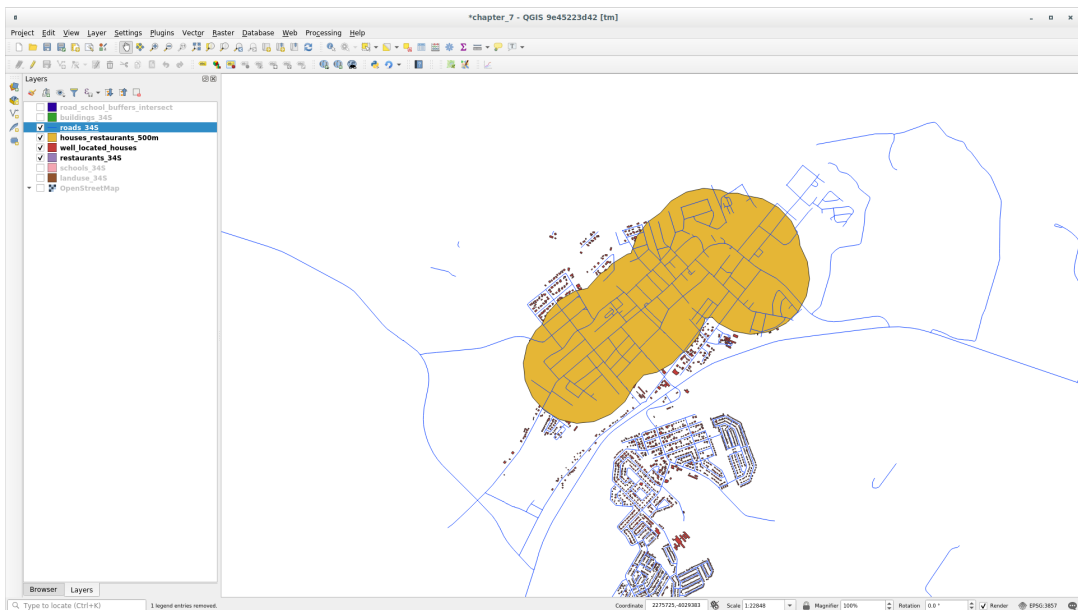 *chapter_7 - QGIS 9e45223d42 [tm]
Project Edit View Layer Settings Plugins Vector Raster Database Web Processing Help
Layers
road_school_buffers_intersect
buildings_34S
roads_34S
houses_restaurants_500m
well_located_houses
restaurants_34S
schools_34S
landuse_34S
OpenStreetMap
Browser Layers
Type to locate (Ctrl+K) 1 legend entries removed. Coordinate 2275725,-4029383 Scale 1:22848 Magnifier 100% Rotation 0.0 ° Render EPSG:3857